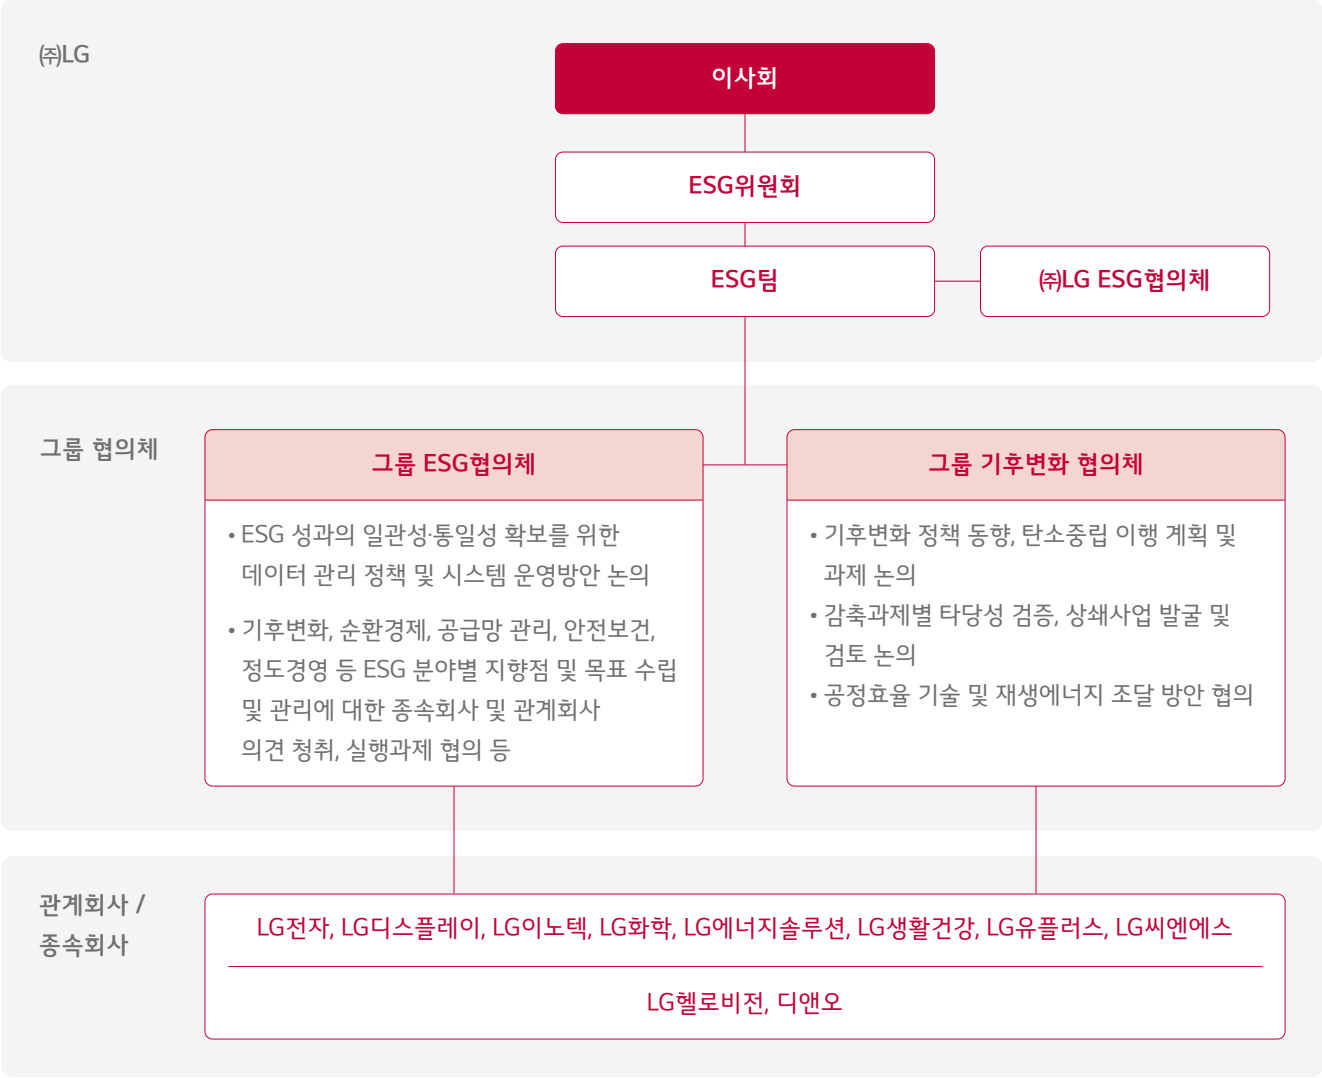 ㈜LG
이사회
ESG위원회
ESG팀
㈜LG ESG협의체
그룹 협의체
그룹 ESG협의체
• ESG 성과의 일관성·통일성 확보를 위한
데이터 관리 정책 및 시스템 운영방안 논의
• 기후변화, 순환경제, 공급망 관리, 안전보건,
정도경영 등 ESG 분야별 지향점 및 목표 수립
및 관리에 대한 종속회사 및 관계회사
의견 청취, 실행과제 협의 등
그룹 기후변화 협의체
• 기후변화 정책 동향, 탄소중립 이행 계획 및
과제 논의
• 감축과제별 타당성 검증, 상쇄사업 발굴 및
검토 논의
• 공정효율 기술 및 재생에너지 조달 방안 협의
관계회사 /
종속회사
LG전자, LG디스플레이, LG이노텍, LG화학, LG에너지솔루션, LG생활건강, LG유플러스, LG씨엔에스
LG헬로비전, 디앤오